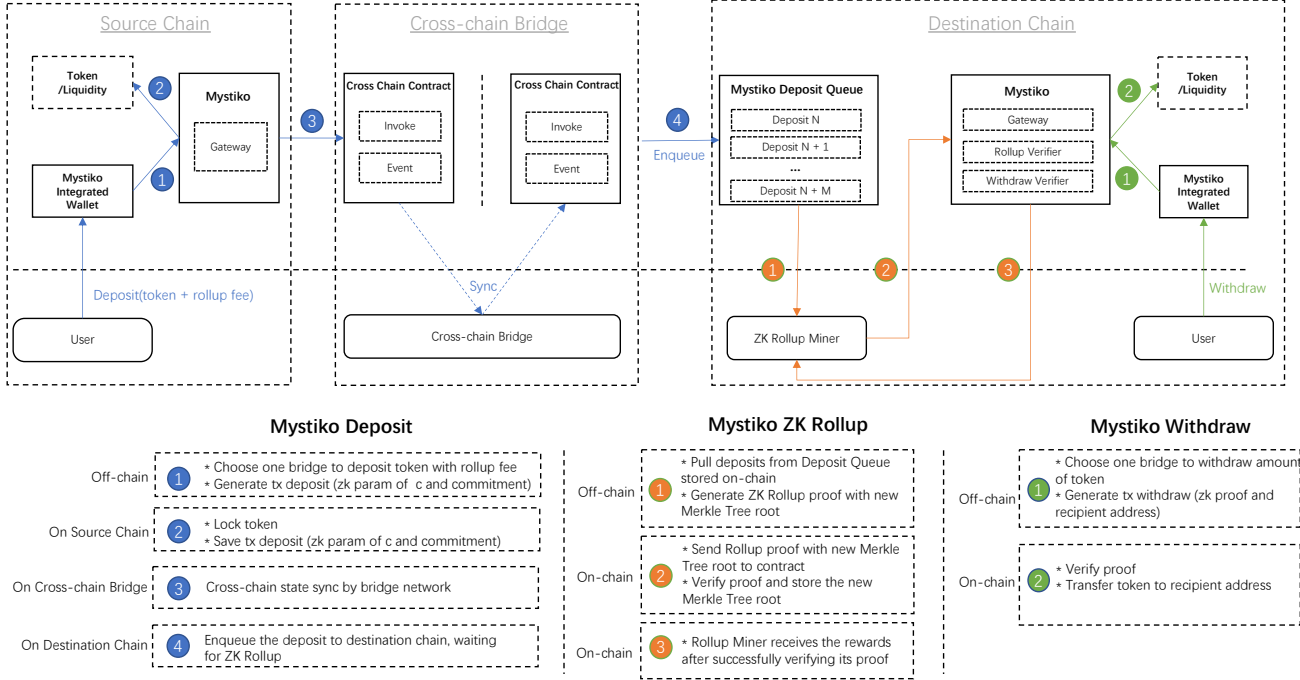 Source Chain
Cross-chain Bridge
Destination Chain
Token
/Liquidity
2
Mystiko
Gateway
1
Mystiko
Integrated
Wallet
3
Cross Chain Contract
Invoke
Event
Cross Chain Contract
Invoke
Event
4
Enqueue
Mystiko Deposit Queue
Deposit N
Deposit N + 1
...
Deposit N + M
Mystiko
Gateway
Rollup Verifier
Withdraw Verifier
2
Token
/Liquidity
1
Mystiko
Integrated
Wallet
1
2
3
Deposit(token + rollup fee)
Sync
Withdraw
User
Cross-chain Bridge
ZK Rollup Miner
User
Mystiko Deposit
Off-chain
1
* Choose one bridge to deposit token with rollup fee
* Generate tx deposit (zk param of c and commitment)
On Source Chain
2
* Lock token
* Save tx deposit (zk param of c and commitment)
On Cross-chain Bridge
3
Cross-chain state sync by bridge network
On Destination Chain
4
Enqueue the deposit to destination chain, waiting
for ZK Rollup
Mystiko ZK Rollup
Off-chain
1
* Pull deposits from Deposit Queue
stored on-chain
* Generate ZK Rollup proof with new
Merkle Tree root
On-chain
2
* Send Rollup proof with new Merkle
Tree root to contract
* Verify proof and store the new
Merkle Tree root
On-chain
3
* Rollup Miner receives the rewards
after successfully verifying its proof
Mystiko Withdraw
Off-chain
1
* Choose one bridge to withdraw amount
of token
* Generate tx withdraw (zk proof and
recipient address)
On-chain
2
* Verify proof
* Transfer token to recipient address